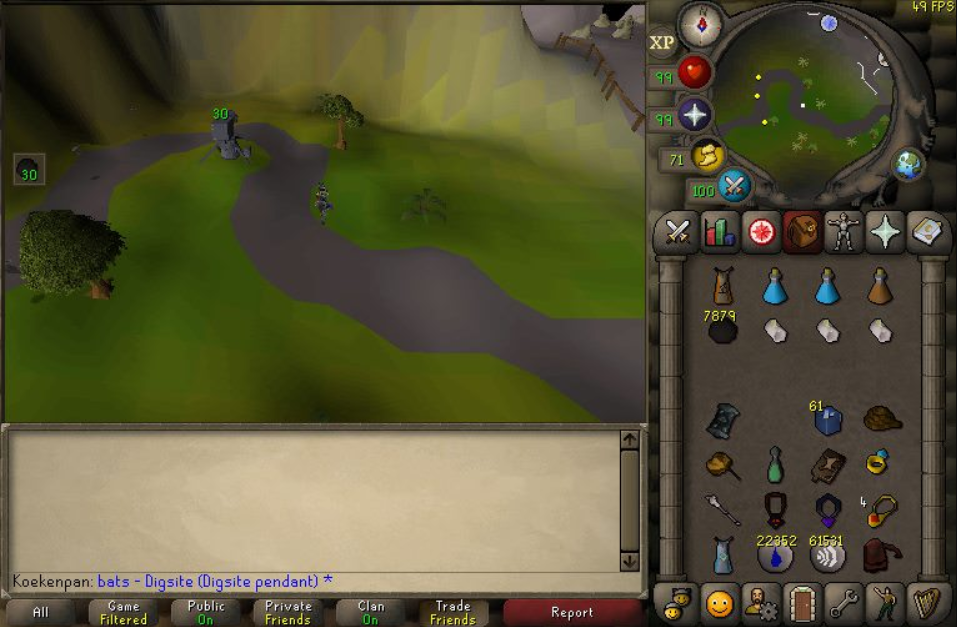 49 FPS
XP
99
99
71
100
30
30
7879
61
4
22352
61531
Koekenpan: bats - Digsite (Digsite pendant) *
All
Game
Filtered
Public
On
Private
Friends
Clan
On
Trade
Friends
Report